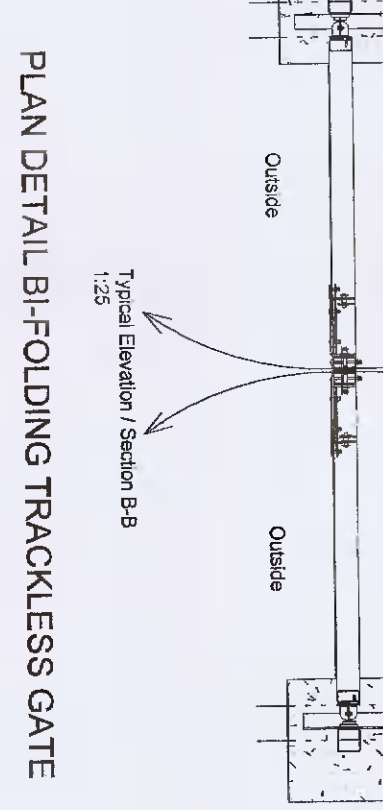 Outside
Outside
Typical Elevation / Section B-B
1:25
PLAN DETAIL BI-FOLDING TRACKLESS GATE